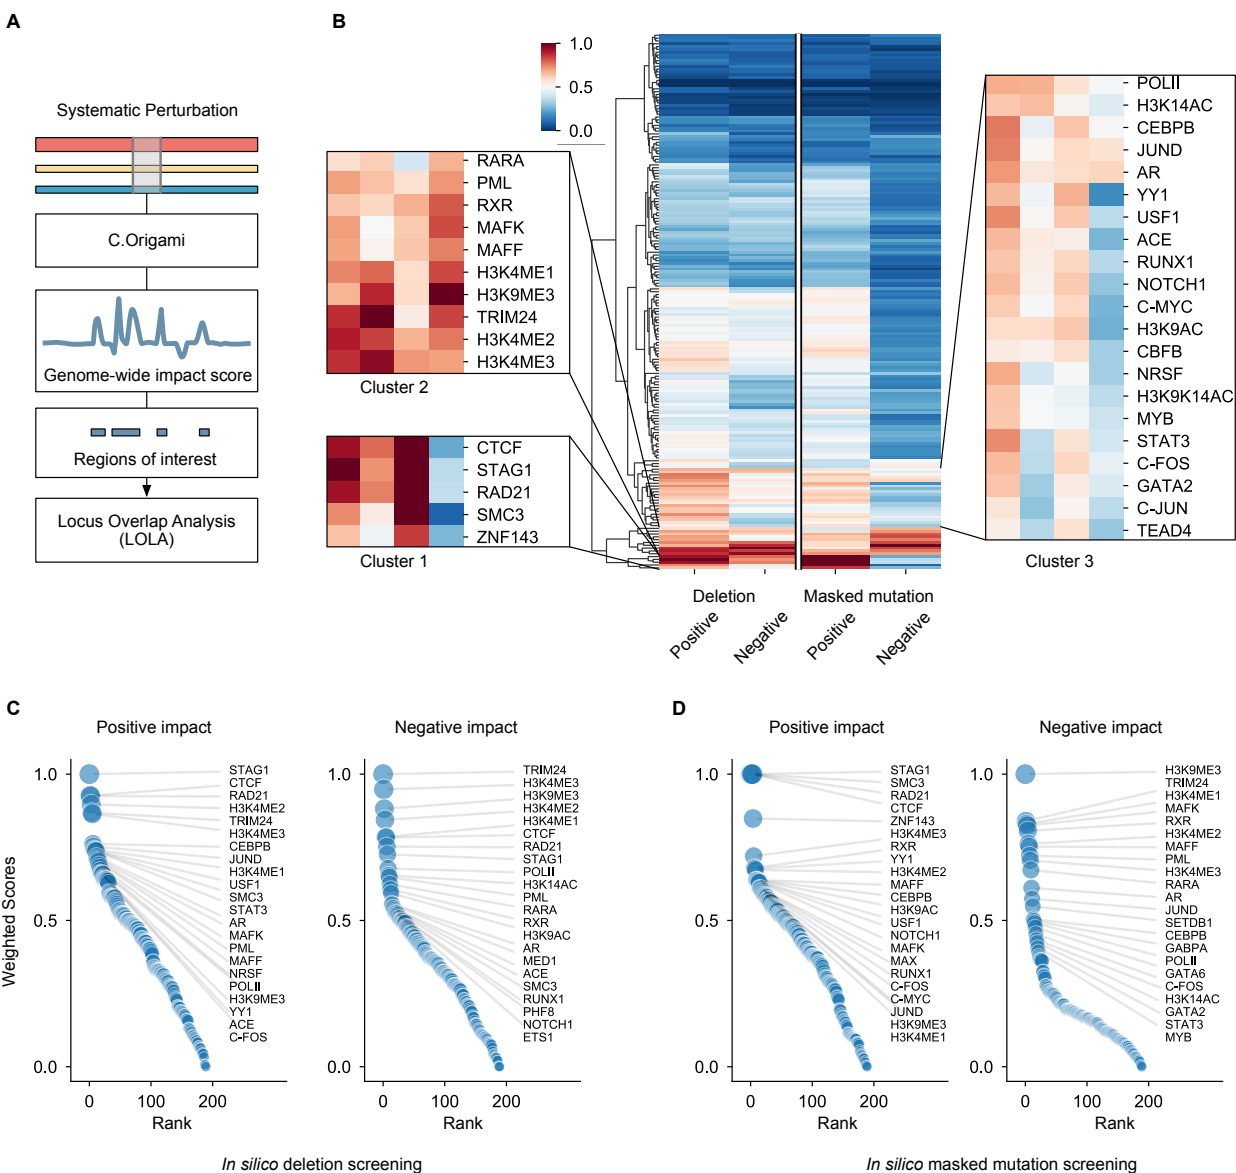 A
Systematic Perturbation
C.Origami
Genome-wide impact score
Regions of interest
Locus Overlap Analysis
(LOLA)
B
1.0
0.5
0.0
RARA
PML
RXR
MAFK
MAFF
H3K4ME1
H3K9ME3
TRIM24
H3K4ME2
H3K4ME3
Cluster 2
CTCF
STAG1
RAD21
SMC3
ZNF143
Cluster 1
Deletion
Masked mutation
Positive
Negative
Positive
Negative
POLII
H3K14AC
CEBPB
JUND
AR
YY1
USF1
ACE
RUNX1
NOTCH1
C-MYC
H3K9AC
CBFB
NRSF
H3K9K14AC
MYB
STAT3
C-FOS
GATA2
C-JUN
TEAD4
Cluster 3
C
Positive impact
Weighted Scores
1.0
0.5
0.0
STAG1
CTCF
RAD21
H3K4ME2
TRIM24
H3K4ME3
CEBPB
JUND
H3K4ME1
USF1
SMC3
STAT3
AR
MAFK
PML
MAFF
NRSF
POLII
H3K9ME3
YY1
ACE
C-FOS
0
100
200
Rank
Negative impact
1.0
0.5
0.0
TRIM24
H3K4ME3
H3K9ME3
H3K4ME2
H3K4ME1
CTCF
RAD21
STAG1
POLII
H3K14AC
PML
RARA
RXR
H3K9AC
AR
MED1
ACE
SMC3
RUNX1
PHF8
NOTCH1
ETS1
0
100
200
Rank
In silico deletion screening
D
Positive impact
1.0
0.5
0.0
STAG1
SMC3
RAD21
CTCF
ZNF143
H3K4ME3
RXR
YY1
H3K4ME2
MAFF
CEBPB
H3K9AC
USF1
NOTCH1
MAFK
MAX
RUNX1
C-FOS
C-MYC
JUND
H3K9ME3
H3K4ME1
0
100
200
Rank
Negative impact
1.0
0.5
0.0
H3K9ME3
TRIM24
H3K4ME1
MAFK
RXR
H3K4ME2
MAFF
PML
H3K4ME3
RARA
AR
JUND
SETDB1
CEBPB
GABPA
POLII
GATA6
C-FOS
H3K14AC
GATA2
STAT3
MYB
0
100
200
Rank
In silico masked mutation screening